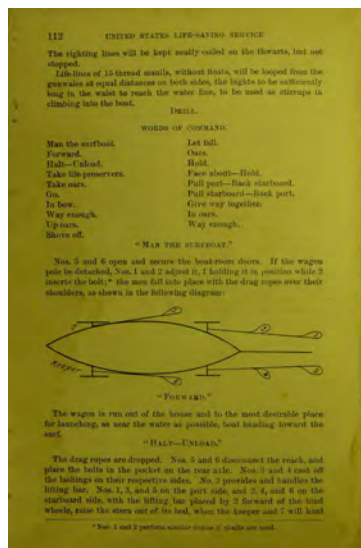 112 UNITED STATES LIFE-SAVING SERVICE
The righting lines will be kept neatly coiled on the thwarts, but not
stopped.
Life-lines of 15-thread manila, without floats, will be looped from the
gunwales at equal distances on both sides, the bights to be sufficiently
long in the waist to reach the water line, to be used as stirrups in
climbing into the boat.
DRILL.
WORDS OF COMMAND.
Man the surfboat.
Forward.
Halt—Unload.
Take life-preservers.
Take oars.
Go.
In bow.
Way enough.
Up oars.
Shove off.
Let fall.
Oars.
Hold.
Face about—Hold.
Pull port—Back starboard.
Pull starboard—Back port.
Give way together.
In oars.
Way enough.
"MAN THE SURFBOAT."
Nos. 5 and 6 open and secure the boat-room doors. If the wagon
pole be detached, Nos. 1 and 2 adjust it, 1 holding it in position while 2
inserts the bolt;* the men fall into place with the drag ropes over their
shoulders, as shown in the following diagram:
Keeper
"FORWARD."
The wagon is run out of the house and to the most desirable place
for launching, as near the water as possible, boat heading toward the
surf.
"HALT—UNLOAD."
The drag ropes are dropped. Nos. 5 and 6 disconnect the reach, and
place the bolts in the pocket on the rear axle. Nos. 3 and 4 cast off
the lashings on their respective sides. No. 2 provides and handles the
lifting bar. Nos. 1, 3, and 5 on the port side, and 2, 4, and 6 on the
starboard side, with the lifting bar placed by 2 forward of the hind
wheels, raise the stern out of its bed, when the keeper and 7 will haul
*Nos. 1 and 2 perform similar duties if are used.